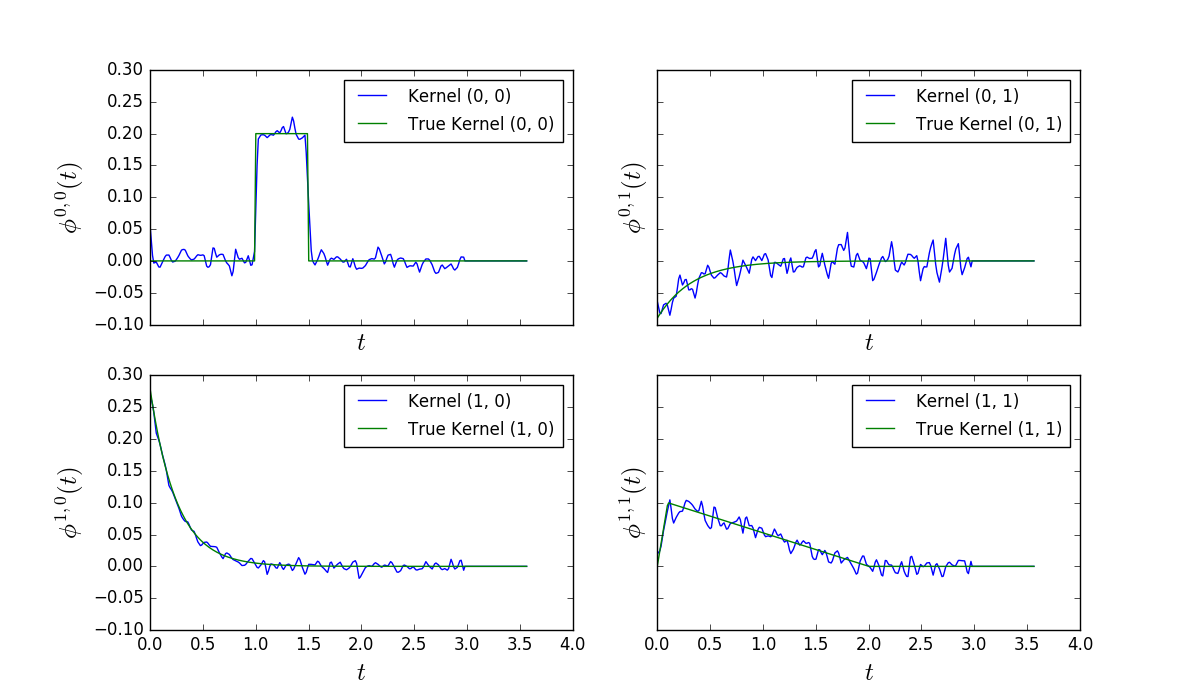 0.30
0.25
0.20
0.15
0.10
0.05
0.00
−0.05
−0.10
ϕ^{0,0}(t)
Kernel (0, 0)
True Kernel (0, 0)
t
ϕ^{0,1}(t)
Kernel (0, 1)
True Kernel (0, 1)
t
0.30
0.25
0.20
0.15
0.10
0.05
0.00
−0.05
−0.10
ϕ^{1,0}(t)
Kernel (1, 0)
True Kernel (1, 0)
0.0 0.5 1.0 1.5 2.0 2.5 3.0 3.5 4.0
t
ϕ^{1,1}(t)
Kernel (1, 1)
True Kernel (1, 1)
0.0 0.5 1.0 1.5 2.0 2.5 3.0 3.5 4.0
t